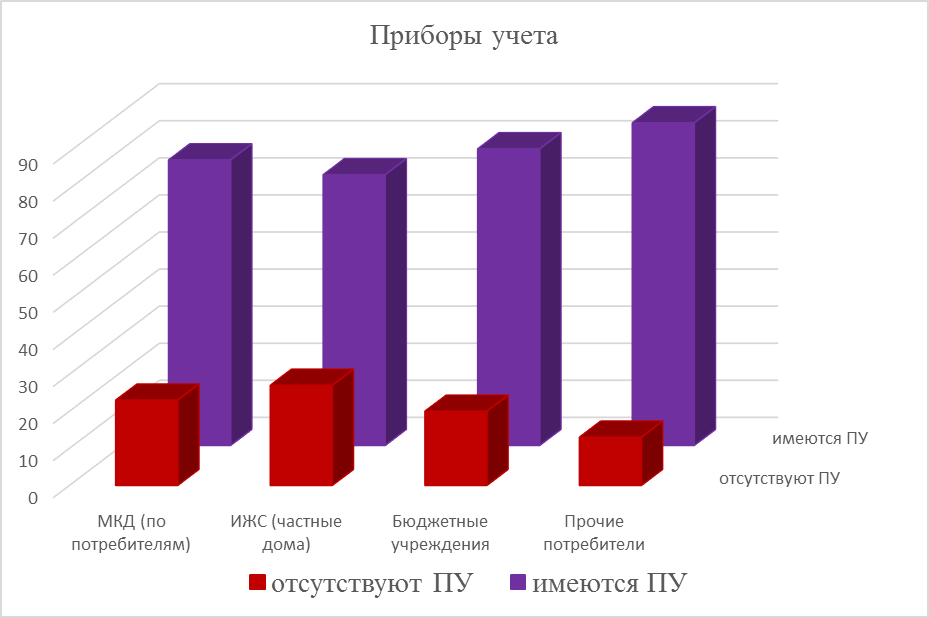 Приборы учета
90
80
70
60
50
40
30
20
10
0
имеются ПУ
отсутствуют ПУ
МКД (по
потребителям)
ИЖС (частные
дома)
Бюджетные
учреждения
Прочие
потребители
отсутствуют ПУ
имеются ПУ